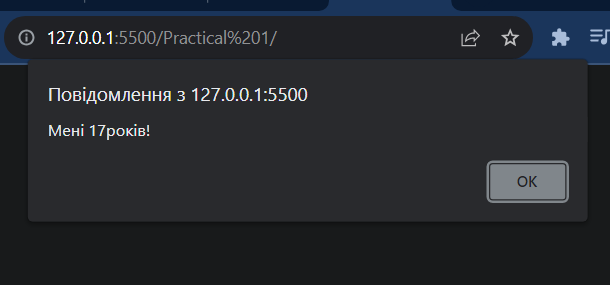 127.0.0.1:5500/Practical%201/
Повідомлення з 127.0.0.1:5500
Мені 17років!
OK